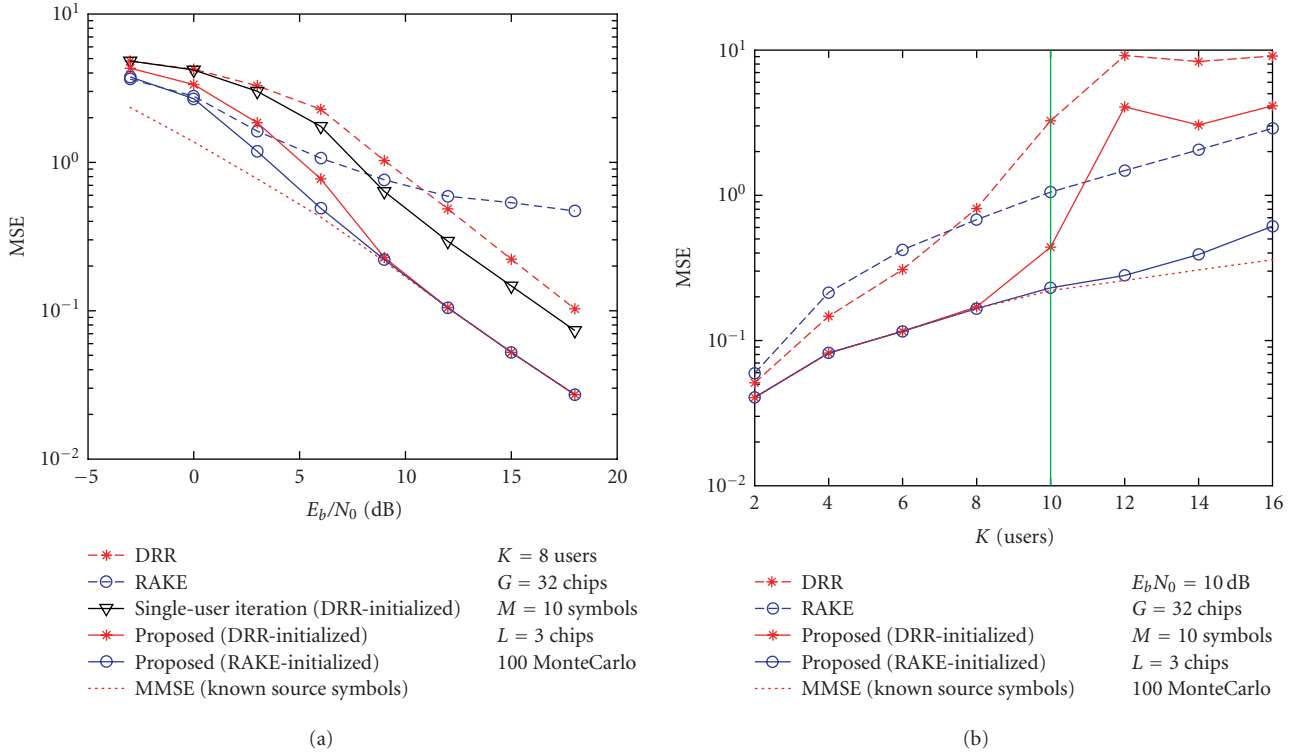 10^1
10^0
10^−1
10^−2
MSE
−5
0
5
10
15
20
E_b/N_0 (dB)
DRR
RAKE
Single-user iteration (DRR-initialized)
Proposed (DRR-initialized)
Proposed (RAKE-initialized)
MMSE (known source symbols)
K = 8 users
G = 32 chips
M = 10 symbols
L = 3 chips
100 MonteCarlo
(a)
10^1
10^0
10^−1
10^−2
MSE
2
4
6
8
10
12
14
16
K (users)
DRR
RAKE
Proposed (DRR-initialized)
Proposed (RAKE-initialized)
MMSE (known source symbols)
E_bN_0 = 10 dB
G = 32 chips
M = 10 symbols
L = 3 chips
100 MonteCarlo
(b)